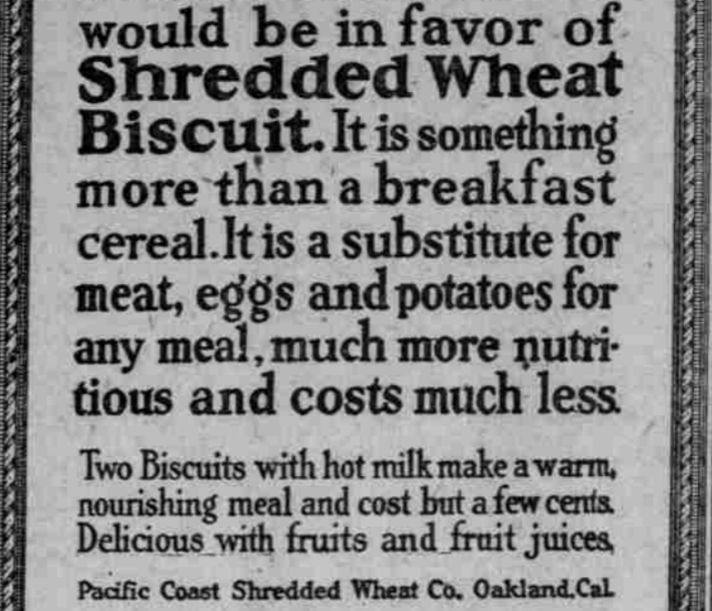 would be in favor of
Shredded Wheat
Biscuit. It is something
more than a breakfast
cereal. It is a substitute for
meat, eggs and potatoes for
any meal, much more nutri-
tious and costs much less.
Two Biscuits with hot milk make a warm,
nourishing meal and cost but a few cents.
Delicious with fruits and fruit juices,
Pacific Coast Shredded Wheat Co. Oakland, Cal.